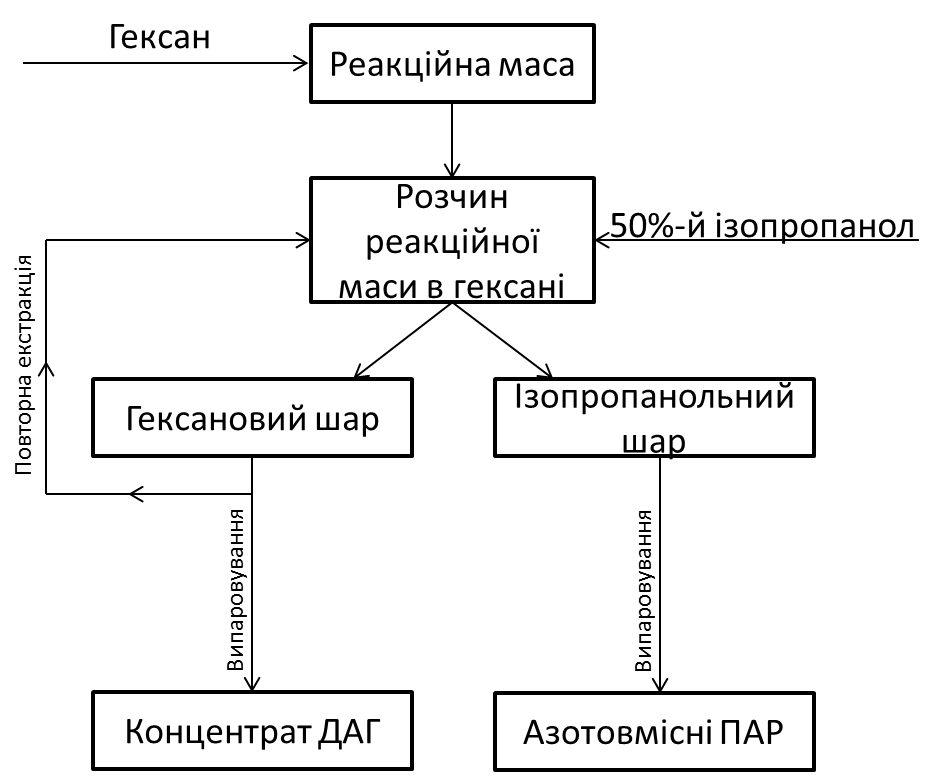 Гексан
Реакційна маса
Розчин
реакційної
маси в гексані
50%-й ізопропанол
Повторна екстракція
Гексановий шар
Ізопропанольний
шар
Випаровування
Випаровування
Концентрат ДАГ
Азотовмісні ПАР